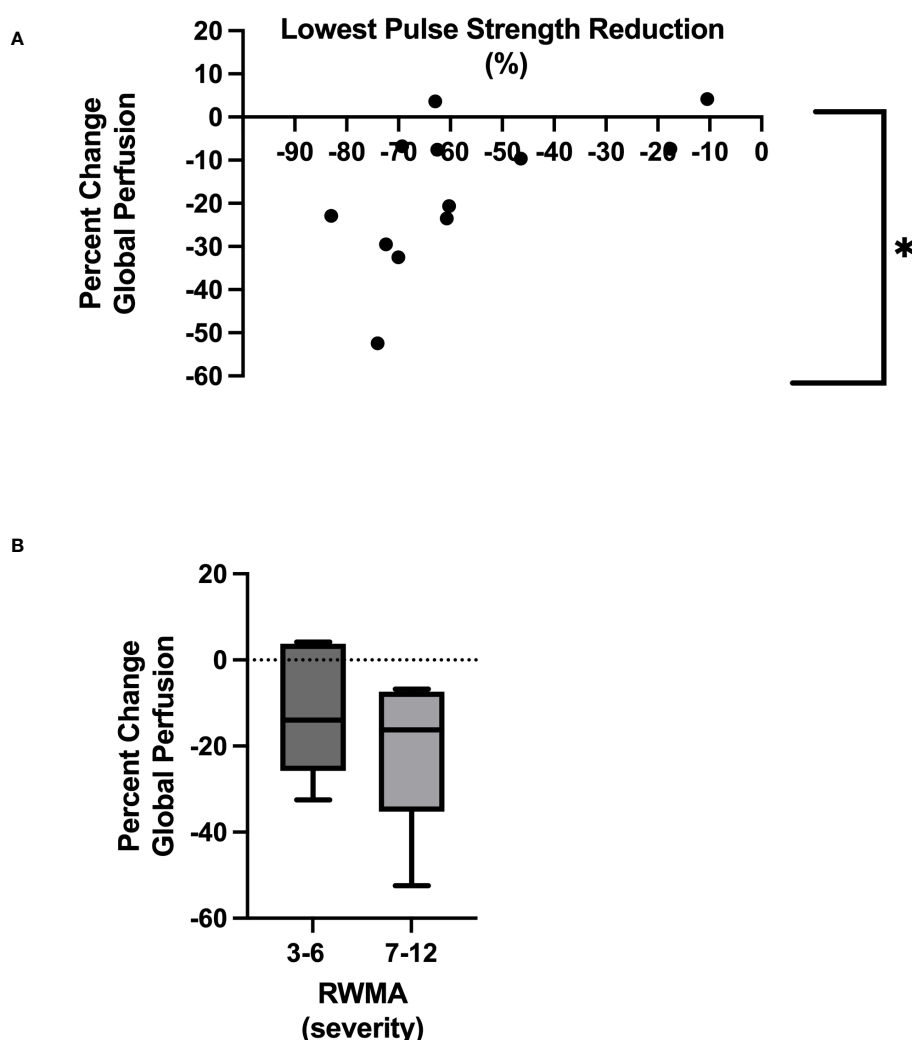 A
Lowest Pulse Strength Reduction
(%)
20
10
0
-10
-20
-30
-40
-50
-60
Percent Change
Global Perfusion
-90 -80 -70 -60 -50 -40 -30 -20 -10 0
*
B
20
0
-20
-40
-60
Percent Change
Global Perfusion
3-6 7-12
RWMA
(severity)